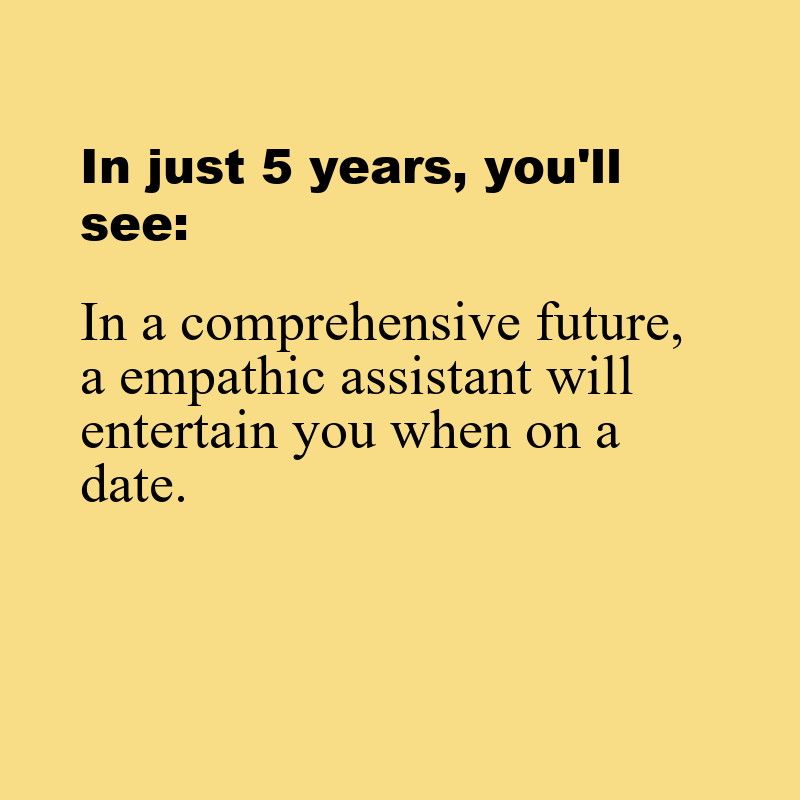 In just 5 years, you'll
see:
In a comprehensive future,
a empathic assistant will
entertain you when on a
date.